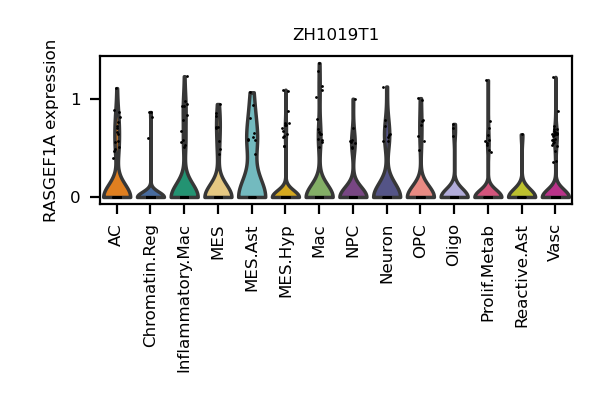 ZH1019T1
RASGEF1A expression
1
0
AC
Chromatin.Reg
Inflammatory.Mac
MES
MES.Ast
MES.Hyp
Mac
NPC
Neuron
OPC
Oligo
Prolif.Metab
Reactive.Ast
Vasc